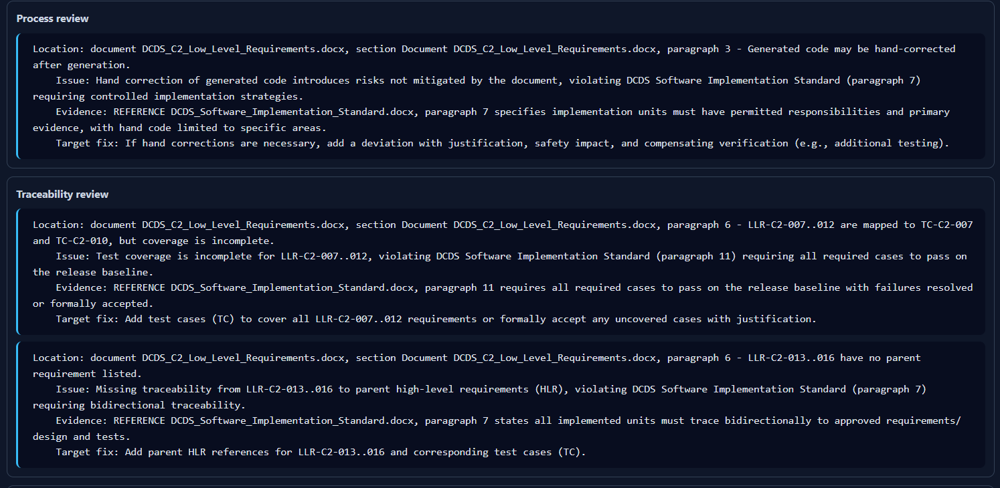 Process review
Location: document DCDS_C2_Low_Level_Requirements.docx, section Document DCDS_C2_Low_Level_Requirements.docx, paragraph 3 - Generated code may be hand-corrected
after generation.
Issue: Hand correction of generated code introduces risks not mitigated by the document, violating DCDS Software Implementation Standard (paragraph 7)
requiring controlled implementation strategies.
Evidence: REFERENCE DCDS_Software_Implementation_Standard.docx, paragraph 7 specifies implementation units must have permitted responsibilities and primary
evidence, with hand code limited to specific areas.
Target fix: If hand corrections are necessary, add a deviation with justification, safety impact, and compensating verification (e.g., additional testing).
Traceability review
Location: document DCDS_C2_Low_Level_Requirements.docx, section Document DCDS_C2_Low_Level_Requirements.docx, paragraph 6 - LLR-C2-007..012 are mapped to TC-C2-007
and TC-C2-010, but coverage is incomplete.
Issue: Test coverage is incomplete for LLR-C2-007..012, violating DCDS Software Implementation Standard (paragraph 11) requiring all required cases to pass on
the release baseline.
Evidence: REFERENCE DCDS_Software_Implementation_Standard.docx, paragraph 11 requires all required cases to pass on the release baseline with failures resolved
or formally accepted.
Target fix: Add test cases (TC) to cover all LLR-C2-007..012 requirements or formally accept any uncovered cases with justification.
Location: document DCDS_C2_Low_Level_Requirements.docx, section Document DCDS_C2_Low_Level_Requirements.docx, paragraph 6 - LLR-C2-013..016 have no parent
requirement listed.
Issue: Missing traceability from LLR-C2-013..016 to parent high-level requirements (HLR), violating DCDS Software Implementation Standard (paragraph 7)
requiring bidirectional traceability.
Evidence: REFERENCE DCDS_Software_Implementation_Standard.docx, paragraph 7 states all implemented units must trace bidirectionally to approved requirements/
design and tests.
Target fix: Add parent HLR references for LLR-C2-013..016 and corresponding test cases (TC).